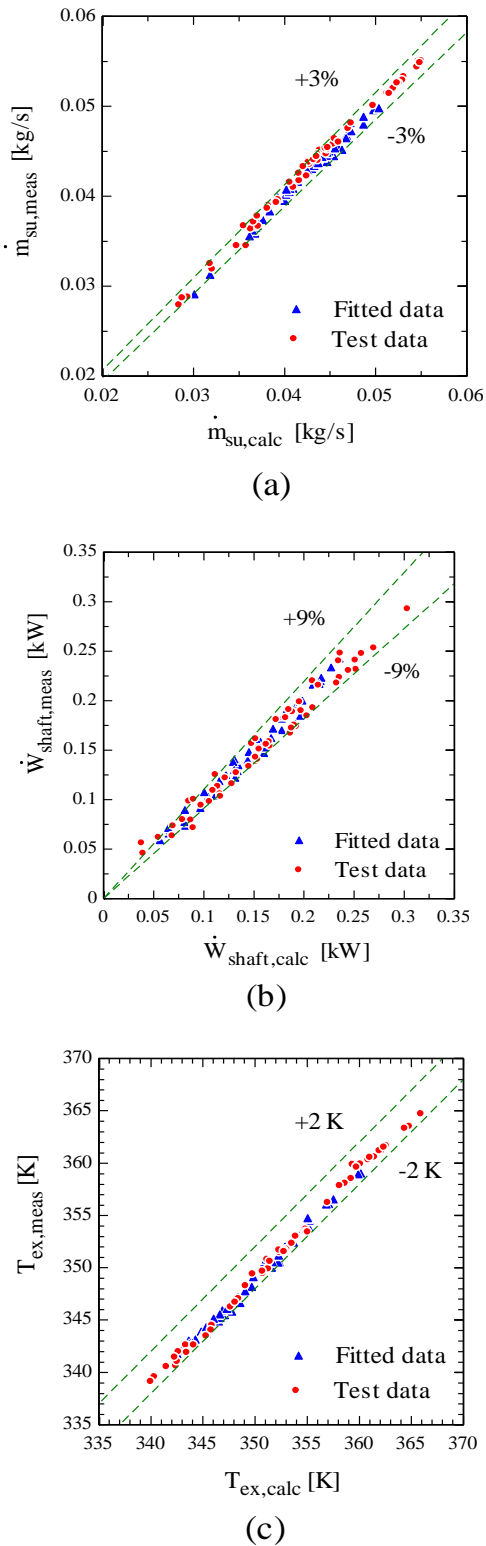 0.06
+3%
0.05
-3%
ṁsu,meas [kg/s]
0.04
0.03
Fitted data
Test data
0.02
0.02 0.03 0.04 0.05 0.06
ṁsu,calc [kg/s]
(a)
0.35
0.3
+9%
0.25
-9%
Ẇshaft,meas [kW]
0.2
0.15
0.1
Fitted data
0.05
Test data
0
0 0.05 0.1 0.15 0.2 0.25 0.3 0.35
Ẇshaft,calc [kW]
(b)
370
365
+2 K
360
-2 K
Tex,meas [K]
355
350
345
Fitted data
340
Test data
335
335 340 345 350 355 360 365 370
Tex,calc [K]
(c)